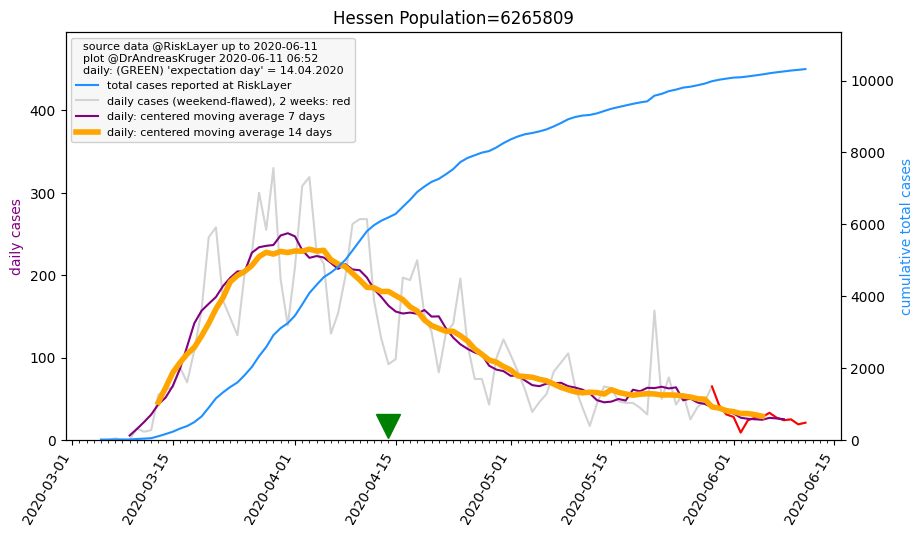 Hessen Population=6265809
source data @RiskLayer up to 2020-06-11
plot @DrAndreasKruger 2020-06-11 06:52
daily: (GREEN) 'expectation day' = 14.04.2020
total cases reported at RiskLayer
daily cases (weekend-flawed), 2 weeks: red
daily: centered moving average 7 days
daily: centered moving average 14 days
daily cases
400
300
200
100
0
cumulative total cases
10000
8000
6000
4000
2000
0
2020-03-01
2020-03-15
2020-04-01
2020-04-15
2020-05-01
2020-05-15
2020-06-01
2020-06-15